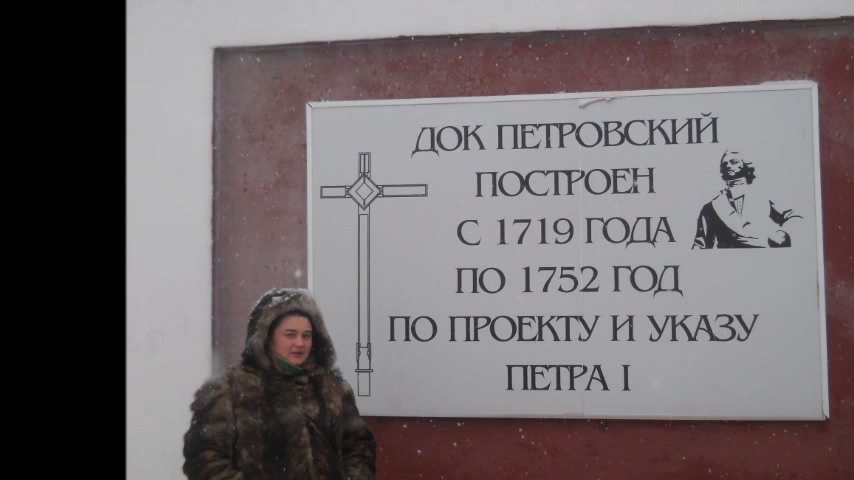 ДОК ПЕТРОВСКИЙ
ПОСТРОЕН
С 1719 ГОДА
ПО 1752 ГОД
ПО ПРОЕКТУ И УКАЗУ
ПЕТРА I